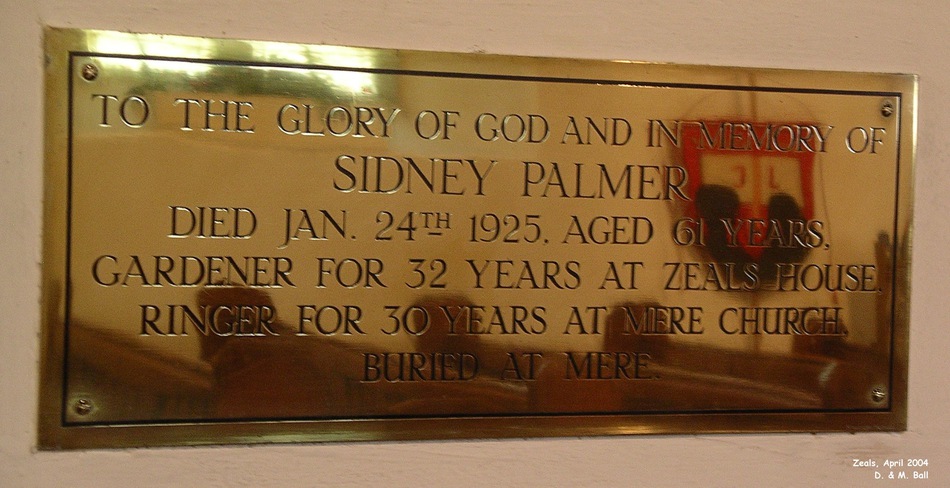 TO THE GLORY OF GOD AND IN MEMORY OF
SIDNEY PALMER
DIED JAN. 24TH 1925, AGED 61 YEARS,
GARDENER FOR 32 YEARS AT ZEALS HOUSE,
RINGER FOR 30 YEARS AT MERE CHURCH.
BURIED AT MERE.
Zeals, April 2004
D. & M. Ball